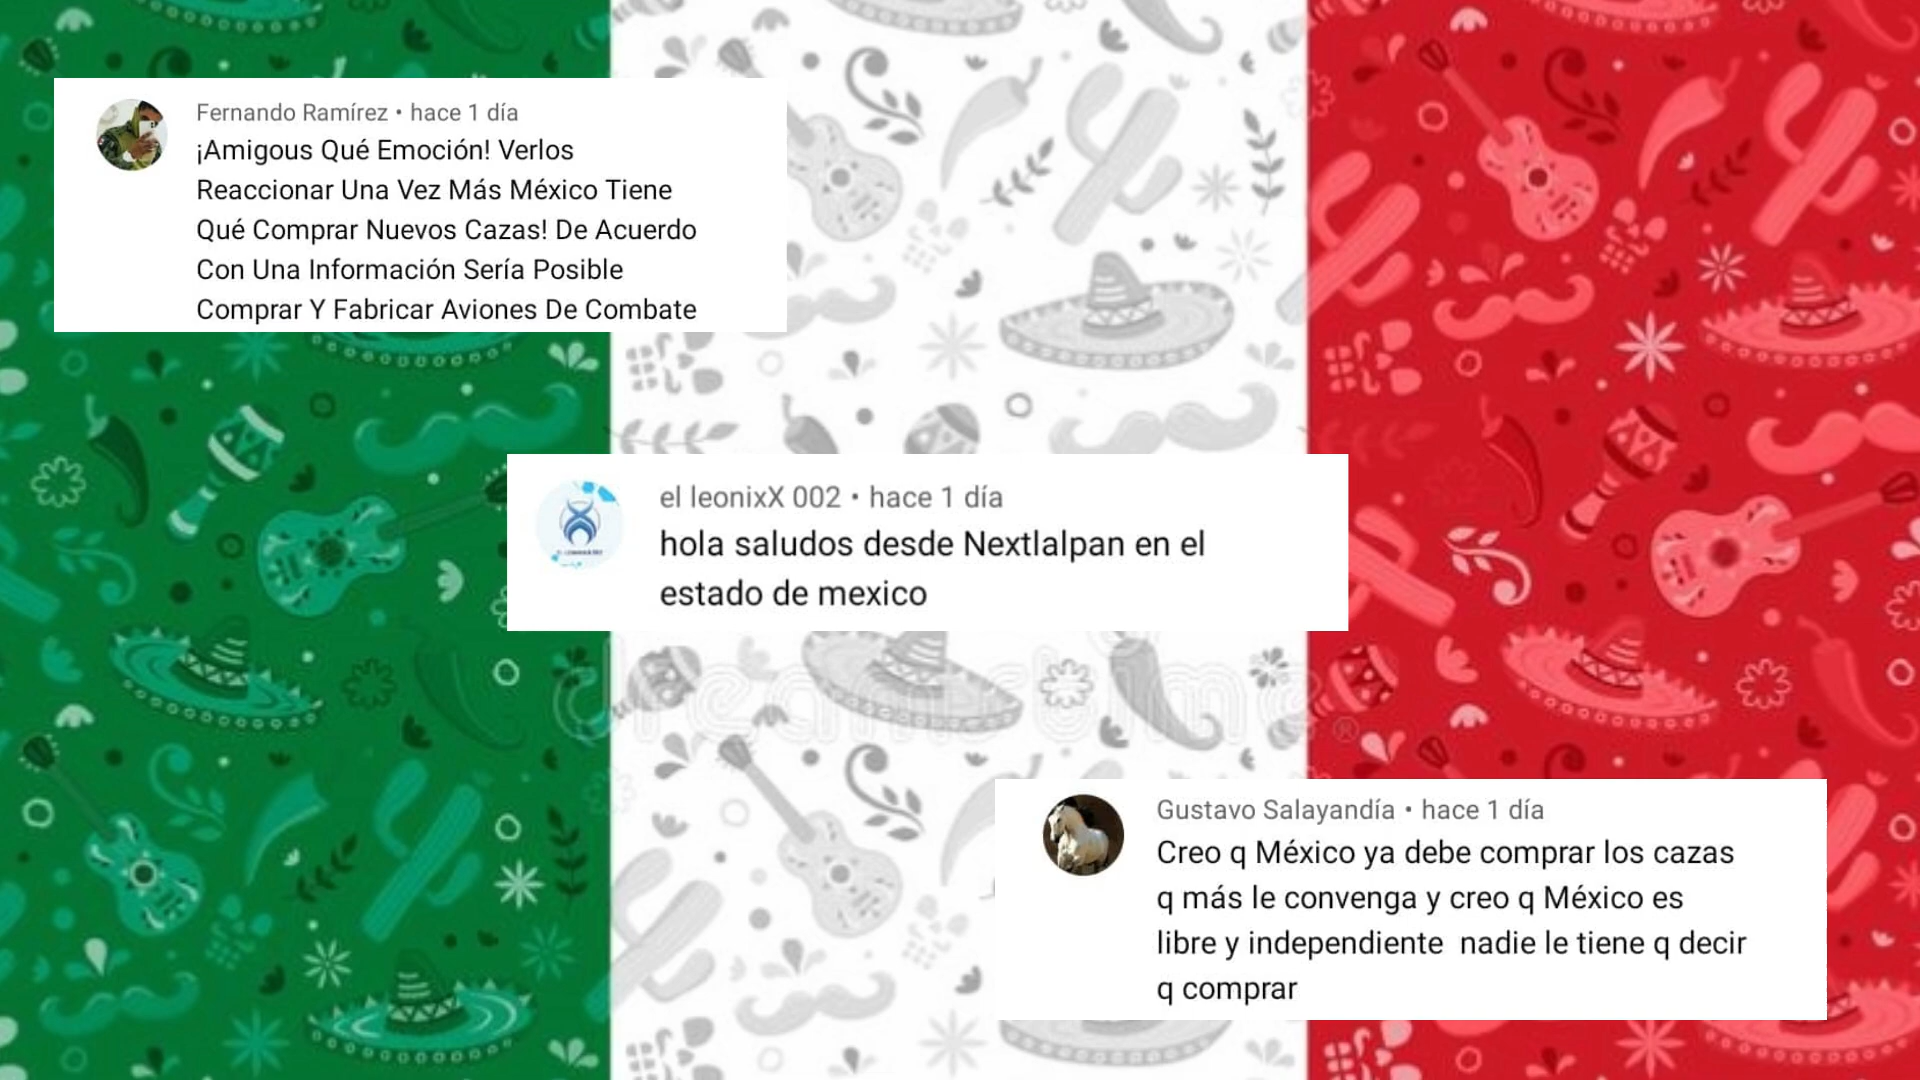 Fernando Ramírez • hace 1 día
¡Amigous Qué Emoción! Verlos
Reaccionar Una Vez Más México Tiene
Qué Comprar Nuevos Cazas! De Acuerdo
Con Una Información Sería Posible
Comprar Y Fabricar Aviones De Combate
el leonixX 002 • hace 1 día
hola saludos desde Nextlalpan en el
estado de mexico
dreamstime®
Gustavo Salayandía • hace 1 día
Creo q México ya debe comprar los cazas
q más le convenga y creo q México es
libre y independiente  nadie le tiene q decir
q comprar